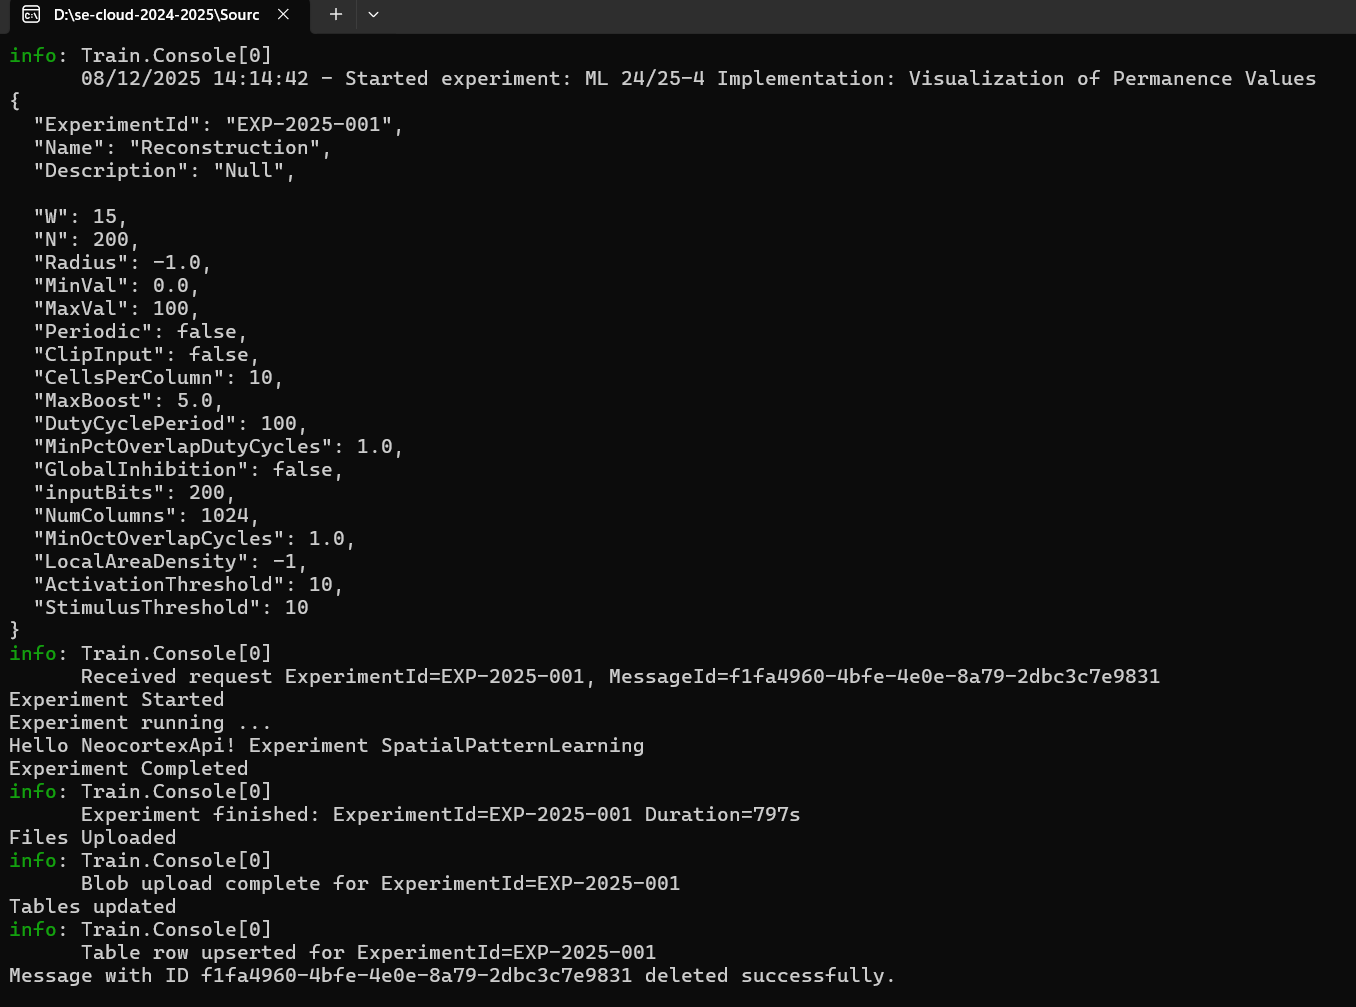 D:\se-cloud-2024-2025\Sourc
info: Train.Console[0]
08/12/2025 14:14:42 - Started experiment: ML 24/25-4 Implementation: Visualization of Permanence Values
{
"ExperimentId": "EXP-2025-001",
"Name": "Reconstruction",
"Description": "Null",
"W": 15,
"N": 200,
"Radius": -1.0,
"MinVal": 0.0,
"MaxVal": 100,
"Periodic": false,
"ClipInput": false,
"CellsPerColumn": 10,
"MaxBoost": 5.0,
"DutyCyclePeriod": 100,
"MinPctOverlapDutyCycles": 1.0,
"GlobalInhibition": false,
"inputBits": 200,
"NumColumns": 1024,
"MinOctOverlapCycles": 1.0,
"LocalAreaDensity": -1,
"ActivationThreshold": 10,
"StimulusThreshold": 10
}
info: Train.Console[0]
Received request ExperimentId=EXP-2025-001, MessageId=f1fa4960-4bfe-4e0e-8a79-2dbc3c7e9831
Experiment Started
Experiment running ...
Hello NeocortexApi! Experiment SpatialPatternLearning
Experiment Completed
info: Train.Console[0]
Experiment finished: ExperimentId=EXP-2025-001 Duration=797s
Files Uploaded
info: Train.Console[0]
Blob upload complete for ExperimentId=EXP-2025-001
Tables updated
info: Train.Console[0]
Table row upserted for ExperimentId=EXP-2025-001
Message with ID f1fa4960-4bfe-4e0e-8a79-2dbc3c7e9831 deleted successfully.